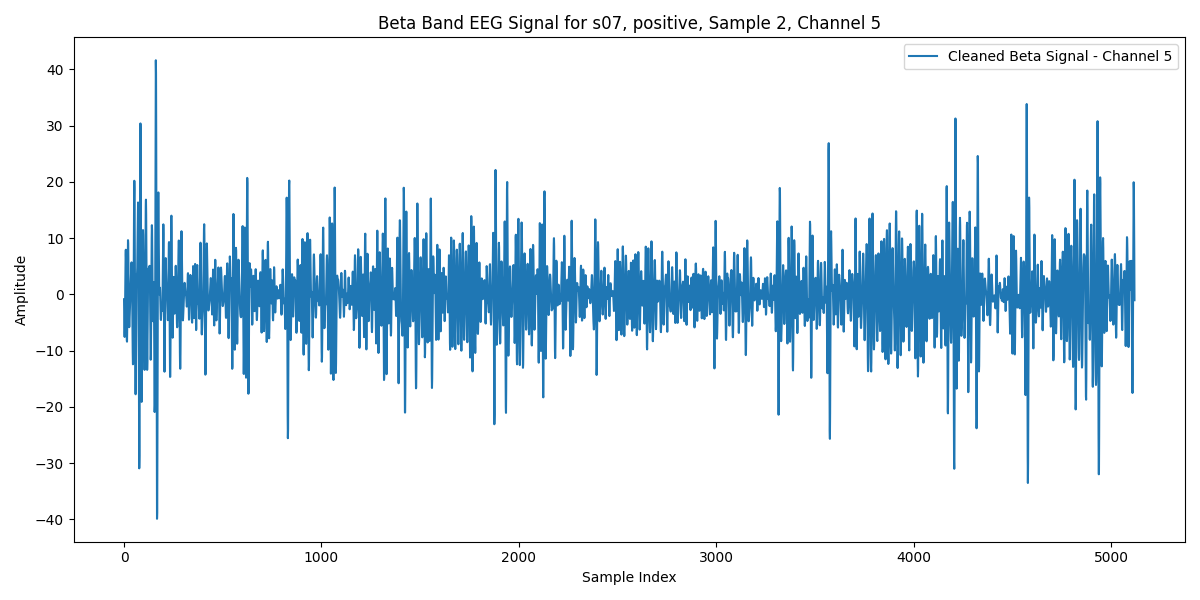 Beta Band EEG Signal for s07, positive, Sample 2, Channel 5
Cleaned Beta Signal - Channel 5
Amplitude
40
30
20
10
0
−10
−20
−30
−40
0 1000 2000 3000 4000 5000
Sample Index